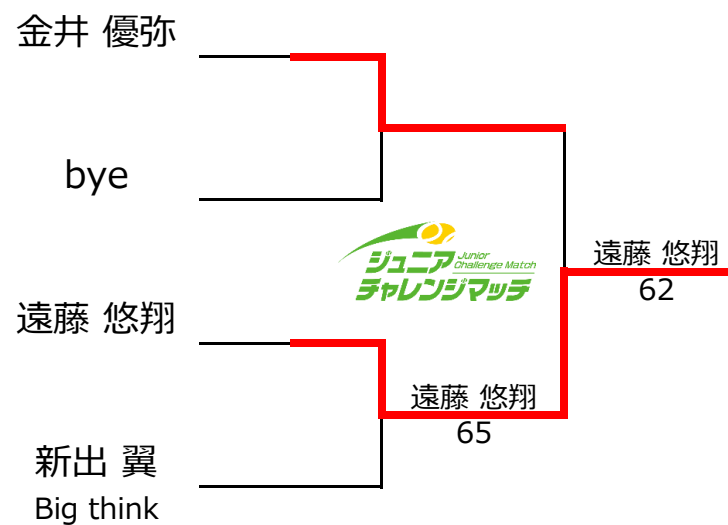 金井 優弥
bye
ジュニア Junior Challenge Match
チャレンジマッチ
遠藤 悠翔
62
遠藤 悠翔
遠藤 悠翔
65
新出 翼
Big think